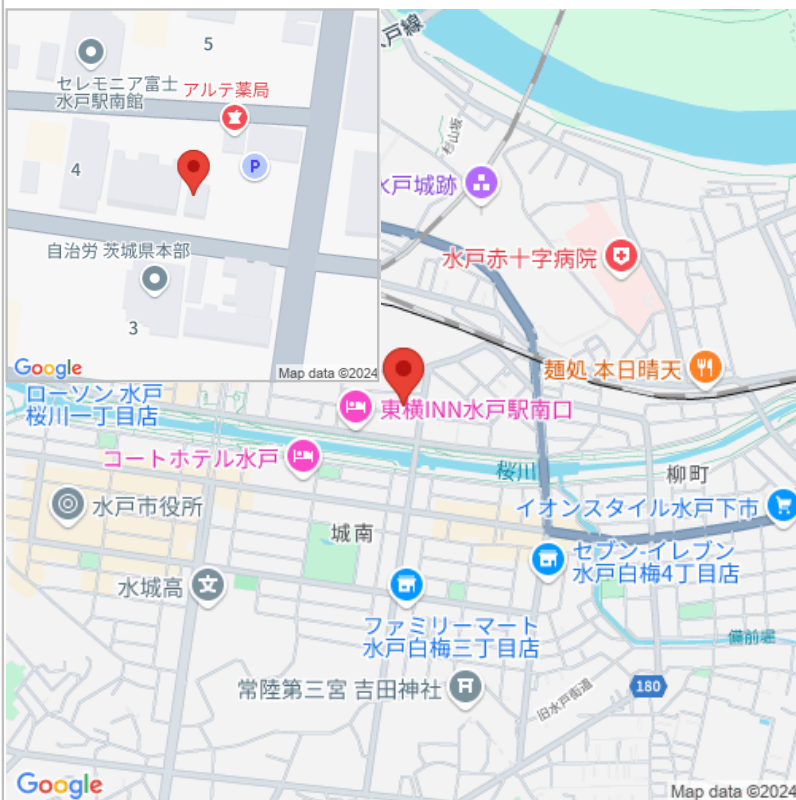 5
セレモニア富士
水戸駅南館
アルテ薬局
P
4
自治労 茨城県本部
3
Google
Map data ©2024
戸線
杉山坂
水戸城跡
水戸赤十字病院
麺処 本日晴天
ローソン 水戸
桜川一丁目店
東横INN水戸駅南口
コートホテル水戸
桜川
柳町
水戸市役所
イオンスタイル水戸下市
城南
セブン-イレブン
水戸白梅4丁目店
水城高
文
ファミリーマート
水戸白梅三丁目店
備前堀
常陸第三宮 吉田神社
旧水戸街道
180
Google
Map data ©2024